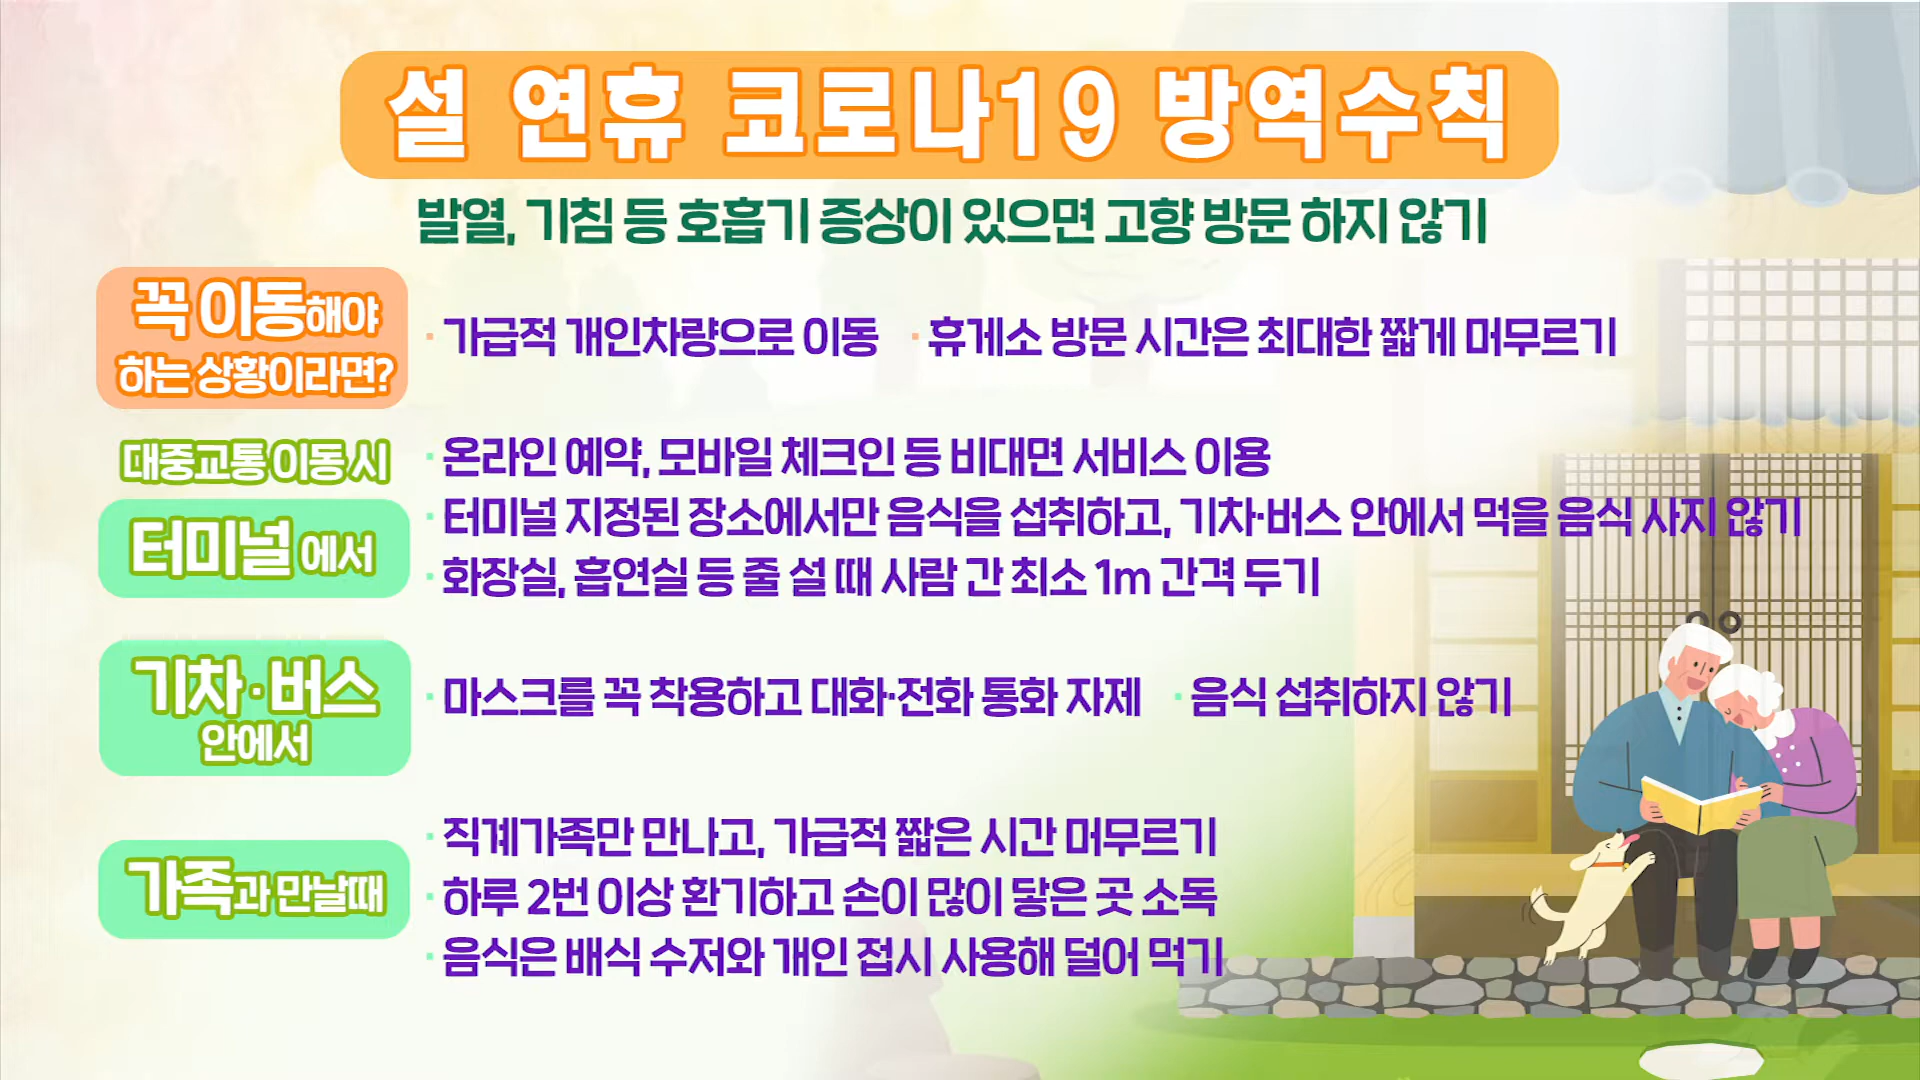 설 연휴 코로나19 방역수칙
발열, 기침 등 호흡기 증상이 있으면 고향 방문 하지 않기
꼭 이동해야
하는 상황이라면?
· 가급적 개인차량으로 이동 · 휴게소 방문 시간은 최대한 짧게 머무르기
대중교통 이동 시
터미널 에서
· 온라인 예약, 모바일 체크인 등 비대면 서비스 이용
· 터미널 지정된 장소에서만 음식을 섭취하고, 기차·버스 안에서 먹을 음식 사지 않기
· 화장실, 흡연실 등 줄 설 때 사람 간 최소 1m 간격 두기
기차·버스
안에서
· 마스크를 꼭 착용하고 대화·전화 통화 자제 · 음식 섭취하지 않기
가족과 만날때
· 직계가족만 만나고, 가급적 짧은 시간 머무르기
· 하루 2번 이상 환기하고 손이 많이 닿은 곳 소독
· 음식은 배식 수저와 개인 접시 사용해 덜어 먹기